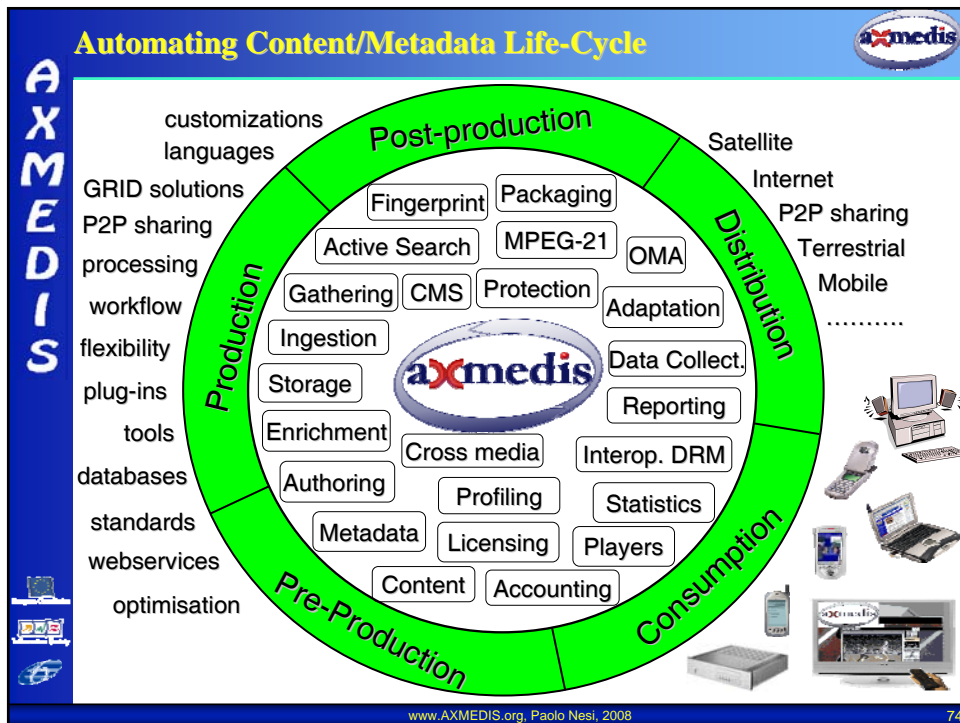 Automating Content/Metadata Life-Cycle
axmedis
AXMEDIS
customizations
languages
GRID solutions
P2P sharing
processing
workflow
flexibility
plug-ins
tools
databases
standards
webservices
optimisation
Post-production
Production
Pre-Production
Distribution
Consumption
Satellite
Internet
P2P sharing
Terrestrial
Mobile
..........
Fingerprint
Packaging
Active Search
MPEG-21
OMA
Gathering
CMS
Protection
Adaptation
Ingestion
axmedis
Data Collect.
Storage
Reporting
Enrichment
Cross media
Interop. DRM
Authoring
Profiling
Statistics
Metadata
Licensing
Players
Content
Accounting
axmedis
www.AXMEDIS.org, Paolo Nesi, 2008
74